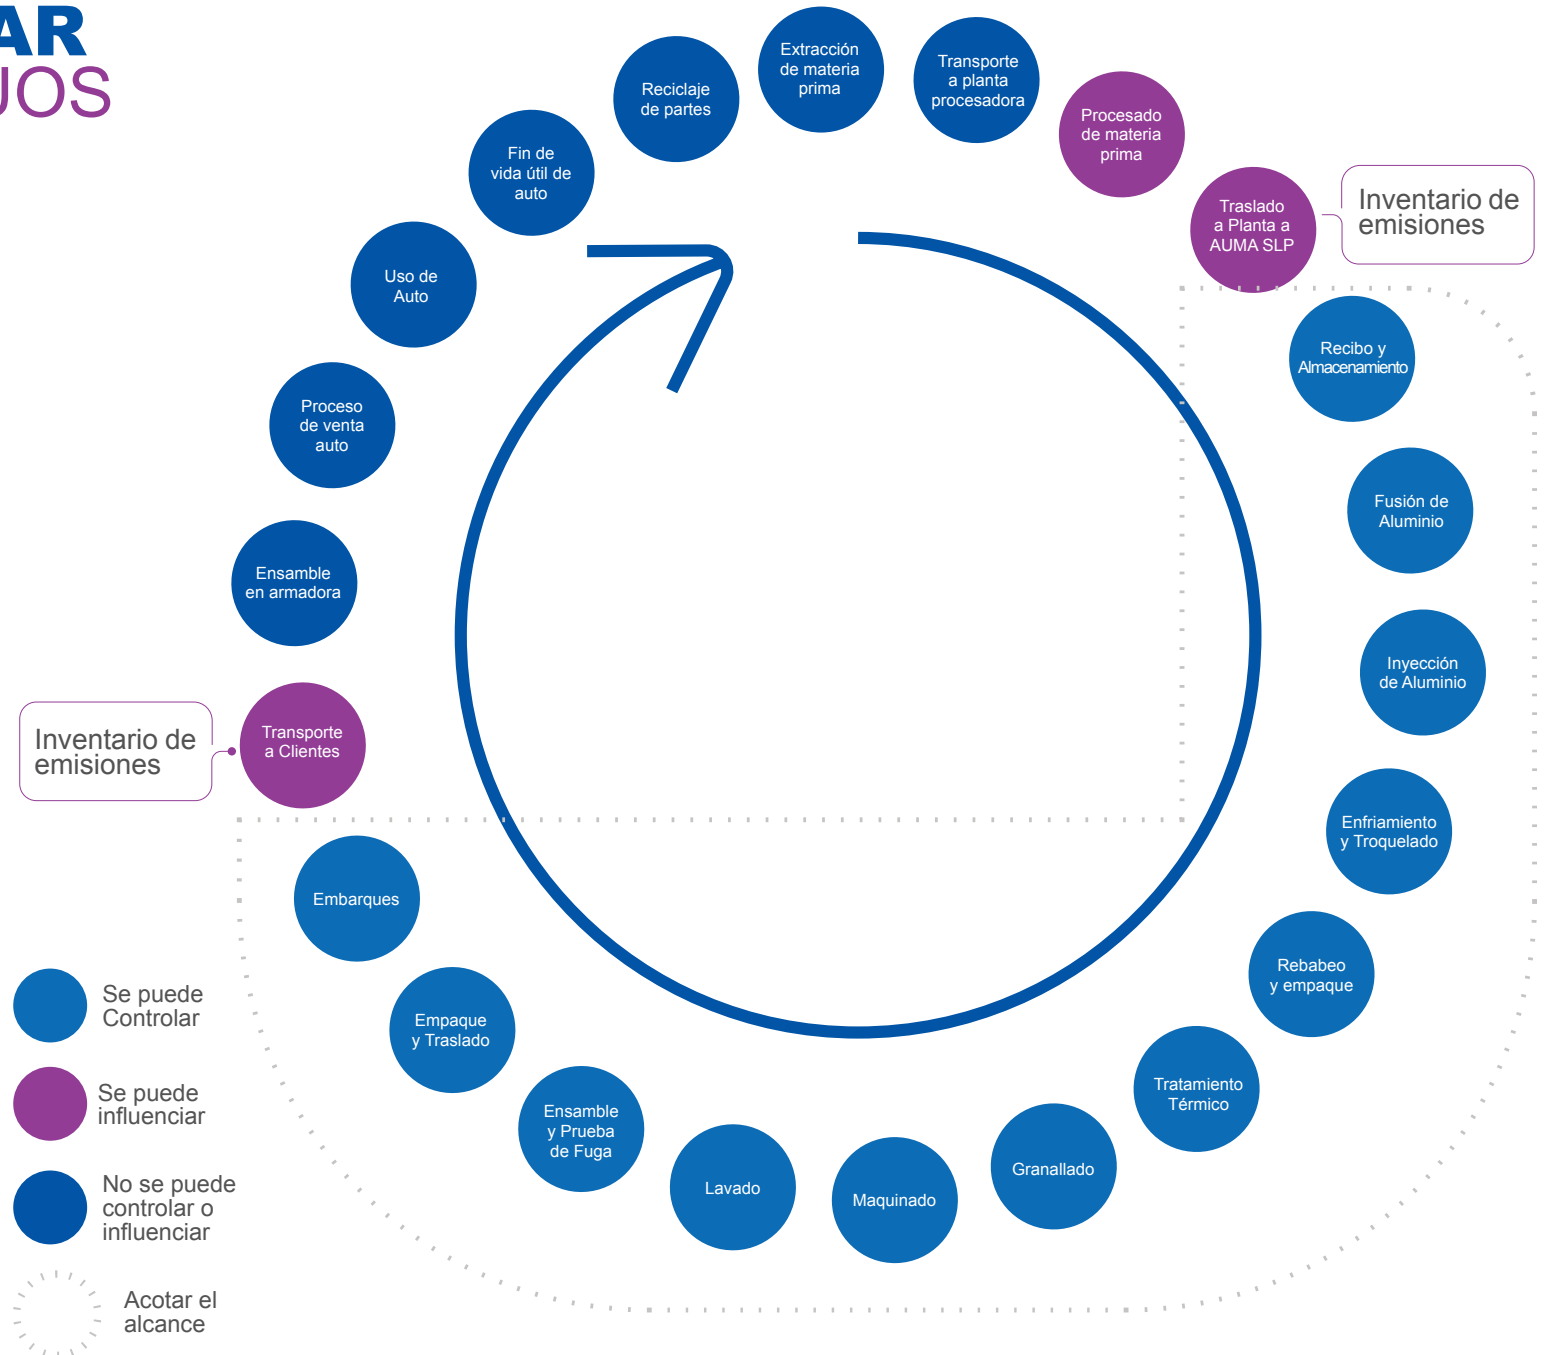 AR
JOS
Extracción
de materia
prima
Transporte
a planta
procesadora
Procesado
de materia
prima
Traslado
a Planta a
AUMA SLP
Inventario de
emisiones
Recibo y
Almacenamiento
Fusión de
Aluminio
Inyección
de Aluminio
Enfriamiento
y Troquelado
Rebabeo
y empaque
Tratamiento
Térmico
Granallado
Maquinado
Lavado
Ensamble
y Prueba
de Fuga
Empaque
y Traslado
Embarques
Transporte
a Clientes
Inventario de
emisiones
Ensamble
en armadora
Proceso
de venta
auto
Uso de
Auto
Fin de
vida útil de
auto
Reciclaje
de partes
Se puede
Controlar
Se puede
influenciar
No se puede
controlar o
influenciar
Acotar el
alcance